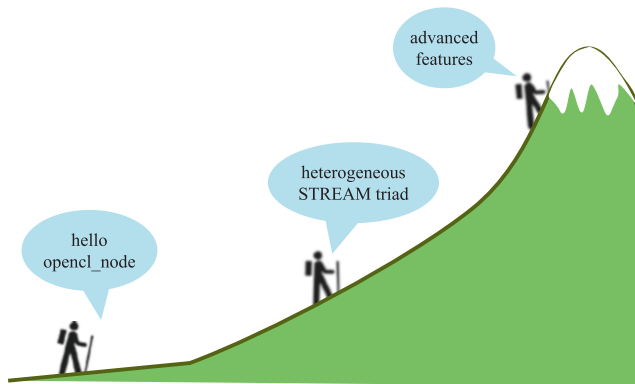 advanced
features
heterogeneous
STREAM triad
hello
opencl_node